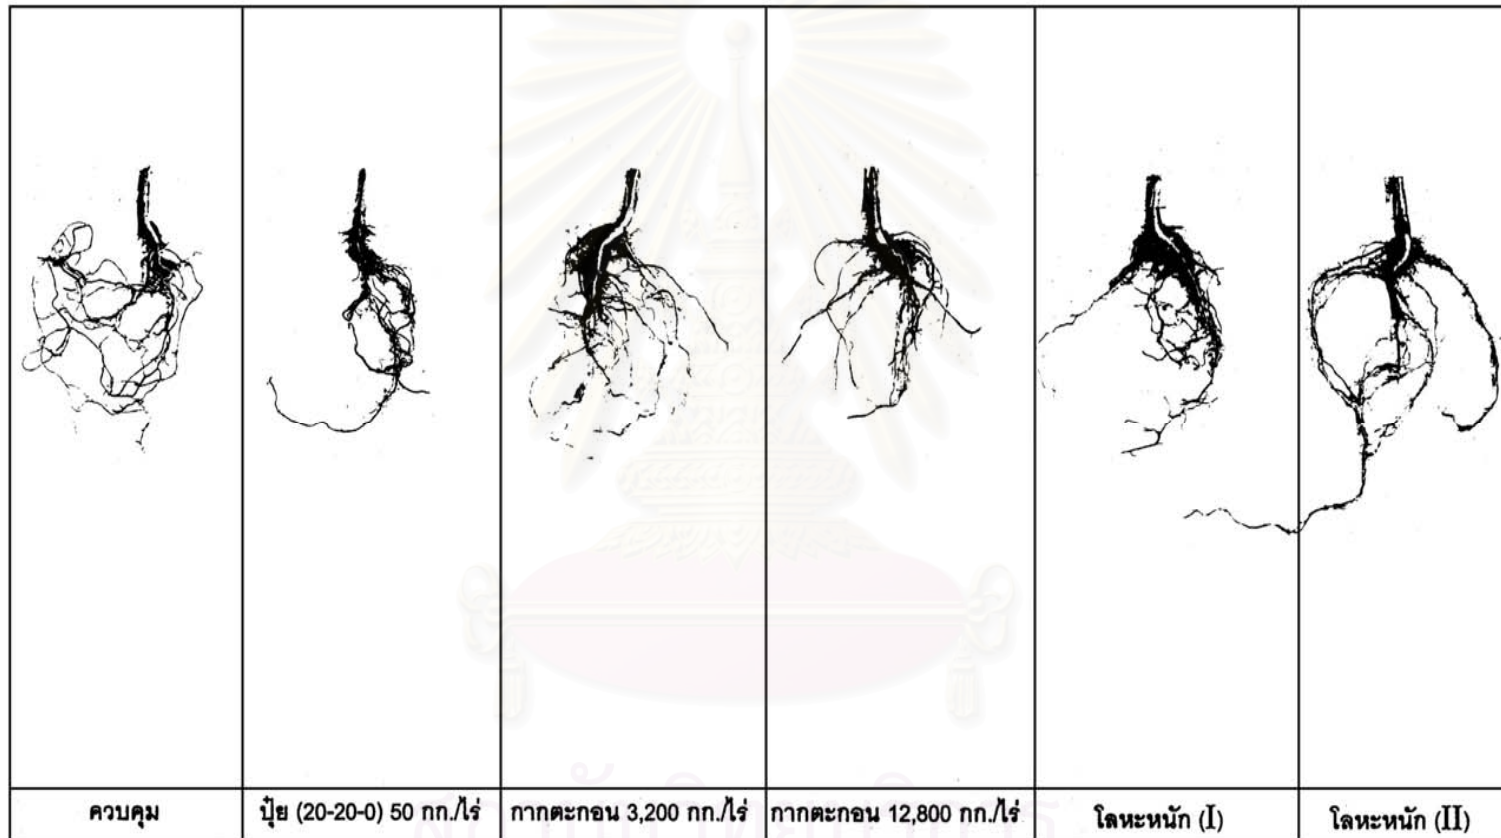 ควบคุม
ปุ๋ย (20-20-0) 50 กก./ไร่
กากตะกอน 3,200 กก./ไร่
กากตะกอน 12,800 กก./ไร่
โลหะหนัก (I)
โลหะหนัก (II)